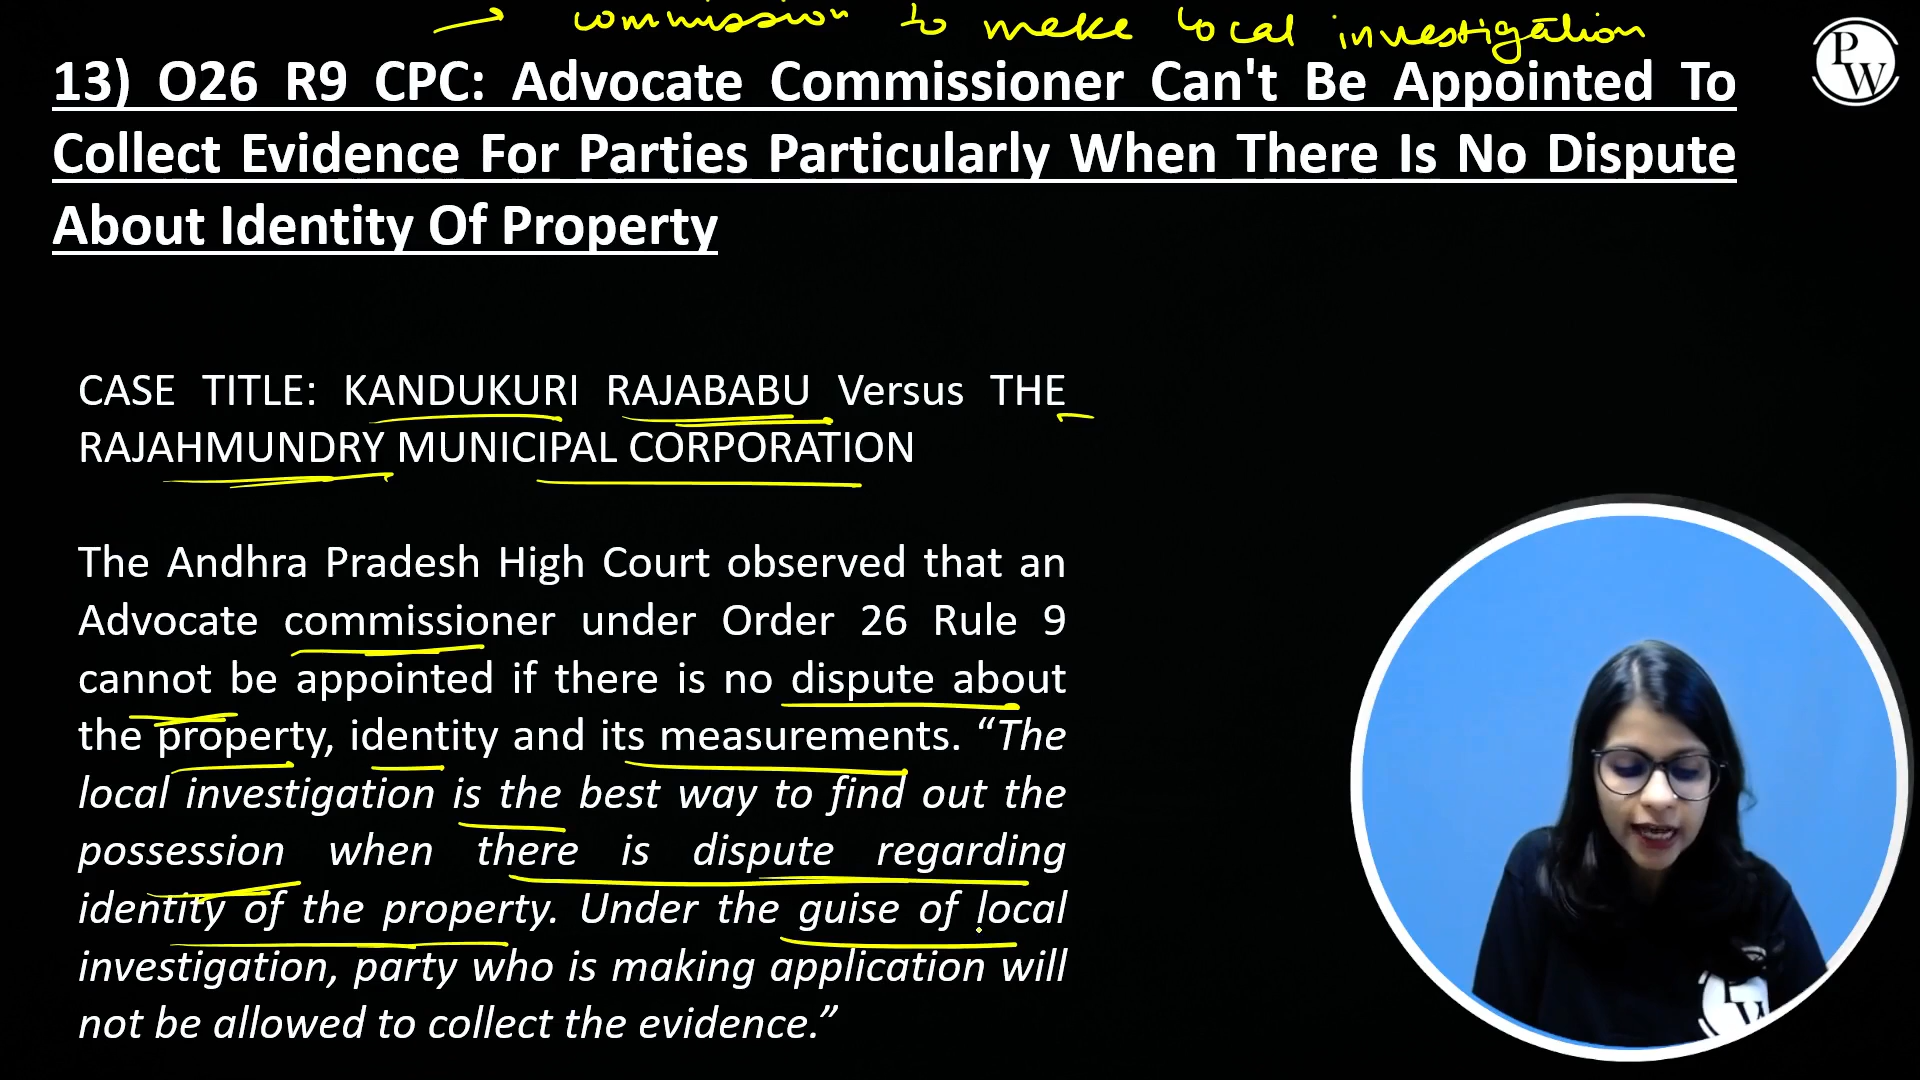 → commission to make local investigation
13) O26 R9 CPC: Advocate Commissioner Can't Be Appointed To
Collect Evidence For Parties Particularly When There Is No Dispute
About Identity Of Property
PW
CASE TITLE: KANDUKURI RAJABABU Versus THE
RAJAHMUNDRY MUNICIPAL CORPORATION
The Andhra Pradesh High Court observed that an
Advocate commissioner under Order 26 Rule 9
cannot be appointed if there is no dispute about
the property, identity and its measurements. “The
local investigation is the best way to find out the
possession when there is dispute regarding
identity of the property. Under the guise of local
investigation, party who is making application will
not be allowed to collect the evidence.”
PW